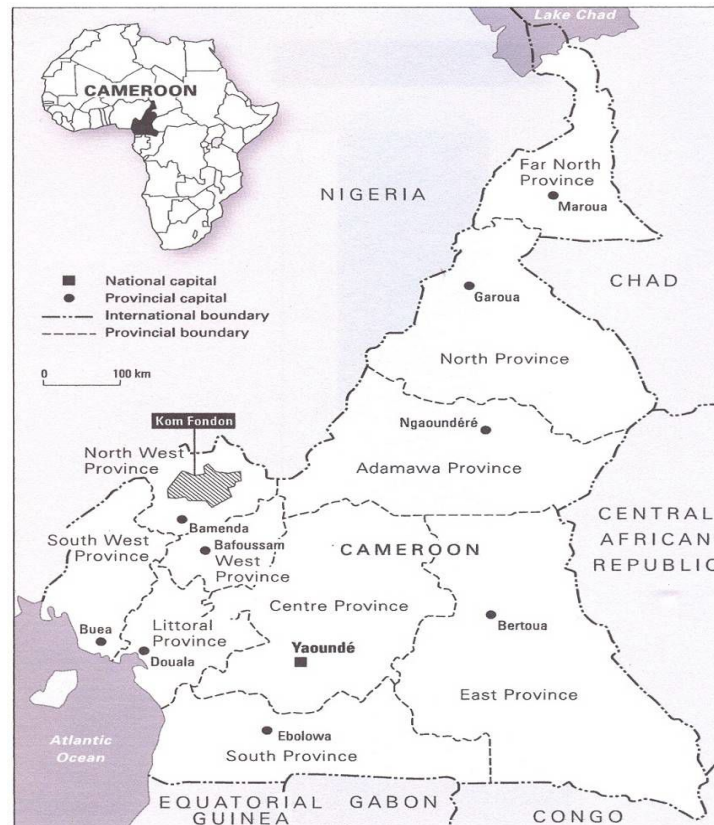 Lake Chad
CAMEROON
Far North
Province
Maroua
NIGERIA
CHAD
National capital
Provincial capital
International boundary
Provincial boundary
0 100 km
Garoua
North Province
Kom Fondon
Ngaoundéré
North West
Province
Adamawa Province
CENTRAL
AFRICAN
REPUBLIC
Bamenda
South West
Province
Bafoussam
West
Province
CAMEROON
Centre Province
Littoral
Province
Bertoua
Buea
Douala
Yaoundé
East Province
Atlantic
Ocean
Ebolowa
South Province
EQUATORIAL
GUINEA
GABON
CONGO